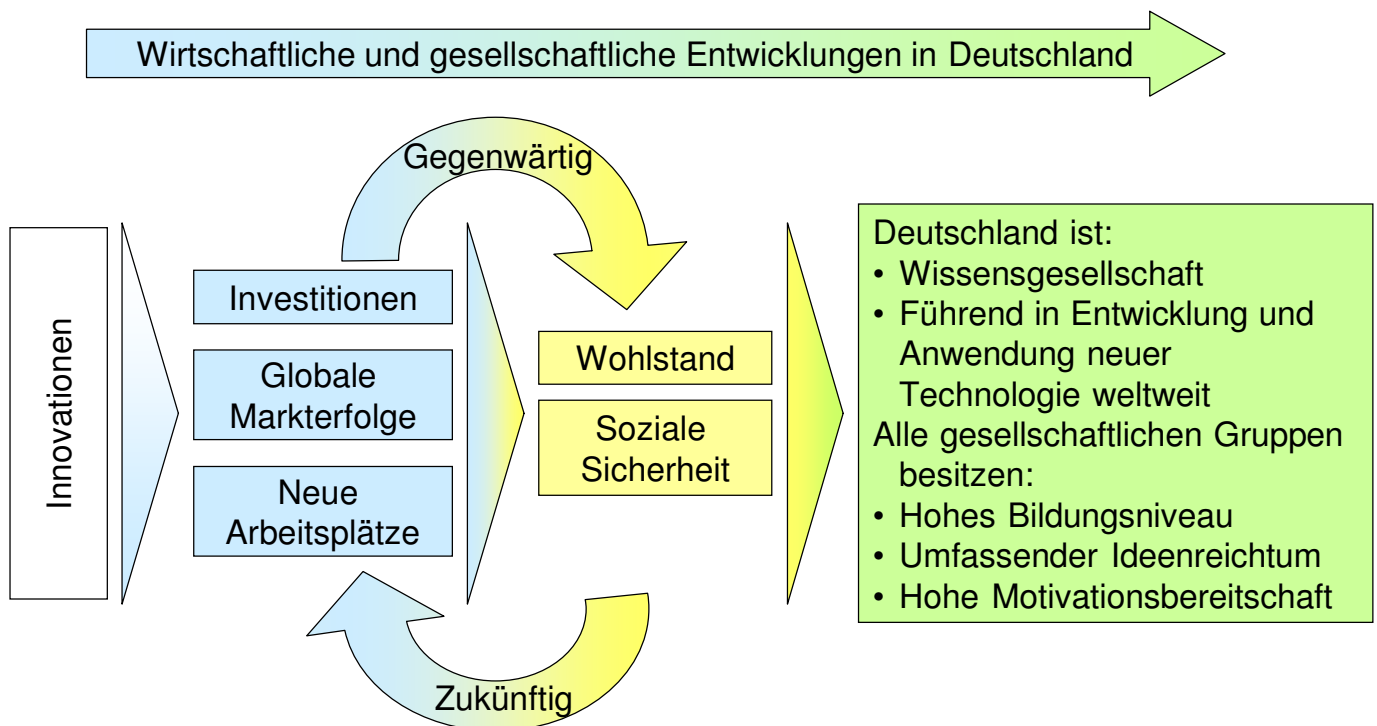 Wirtschaftliche und gesellschaftliche Entwicklungen in Deutschland
Gegenwärtig
Innovationen
Investitionen
Globale
Markterfolge
Neue
Arbeitsplätze
Wohlstand
Soziale
Sicherheit
Zukünftig
Deutschland ist:
• Wissensgesellschaft
• Führend in Entwicklung und
Anwendung neuer
Technologie weltweit
Alle gesellschaftlichen Gruppen
besitzen:
• Hohes Bildungsniveau
• Umfassender Ideenreichtum
• Hohe Motivationsbereitschaft